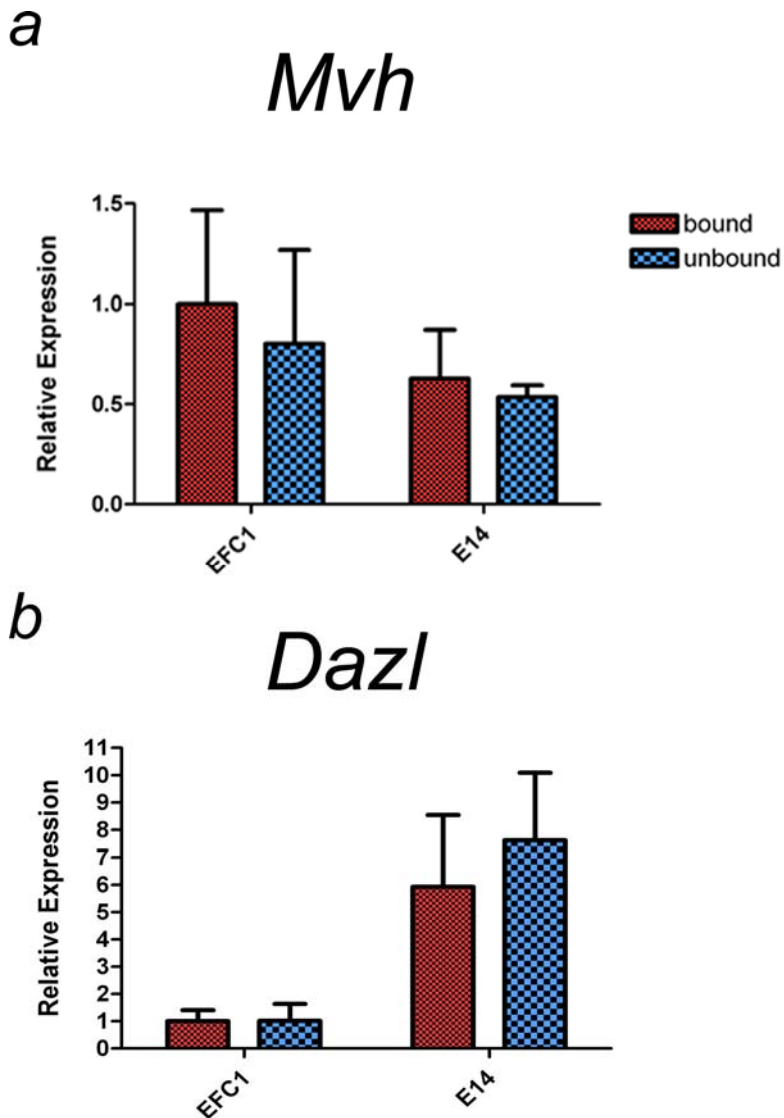 a
Mvh
1.5
1.0
0.5
0.0
Relative Expression
EFC1
E14
bound
unbound
b
Dazl
11
10
9
8
7
6
5
4
3
2
1
0
Relative Expression
EFC1
E14